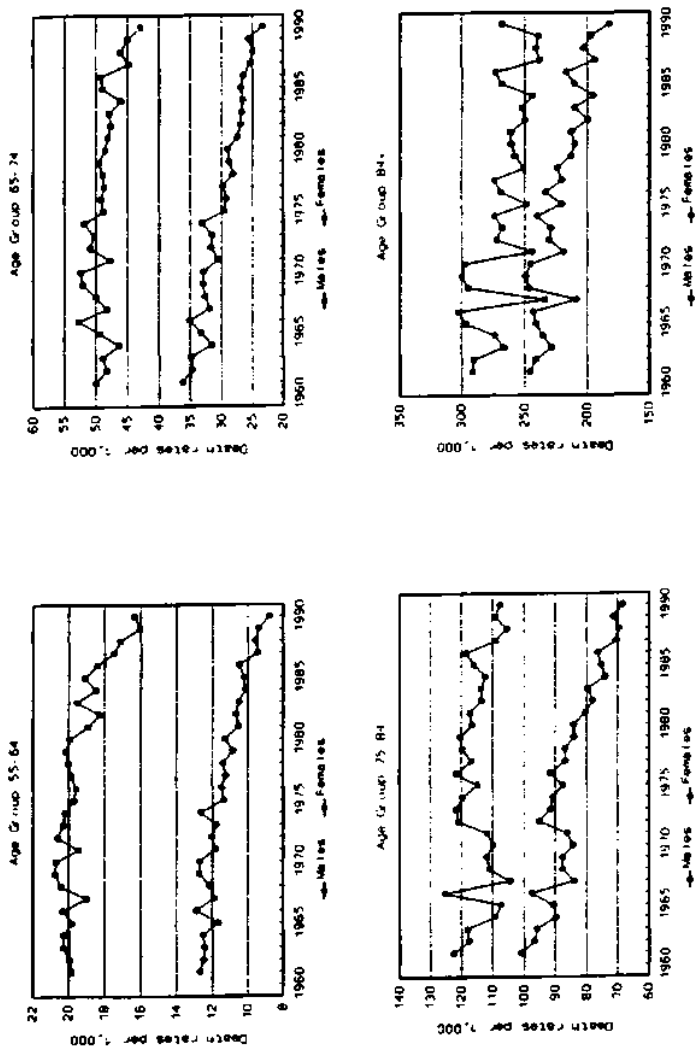 Age Group 55-64
Death rates per 1,000
22
20
18
16
14
12
10
8
1960 1965 1970 1975 1980 1985 1990
Males Females
Age Group 65-74
Death rates per 1,000
60
55
50
45
40
35
30
25
20
1960 1965 1970 1975 1980 1985 1990
Males Females
Age Group 75-84
Death rates per 1,000
140
130
120
110
100
90
80
70
60
1960 1965 1970 1975 1980 1985 1990
Males Females
Age Group 84+
Death rates per 1,000
350
300
250
200
150
1960 1965 1970 1975 1980 1985 1990
Males Females